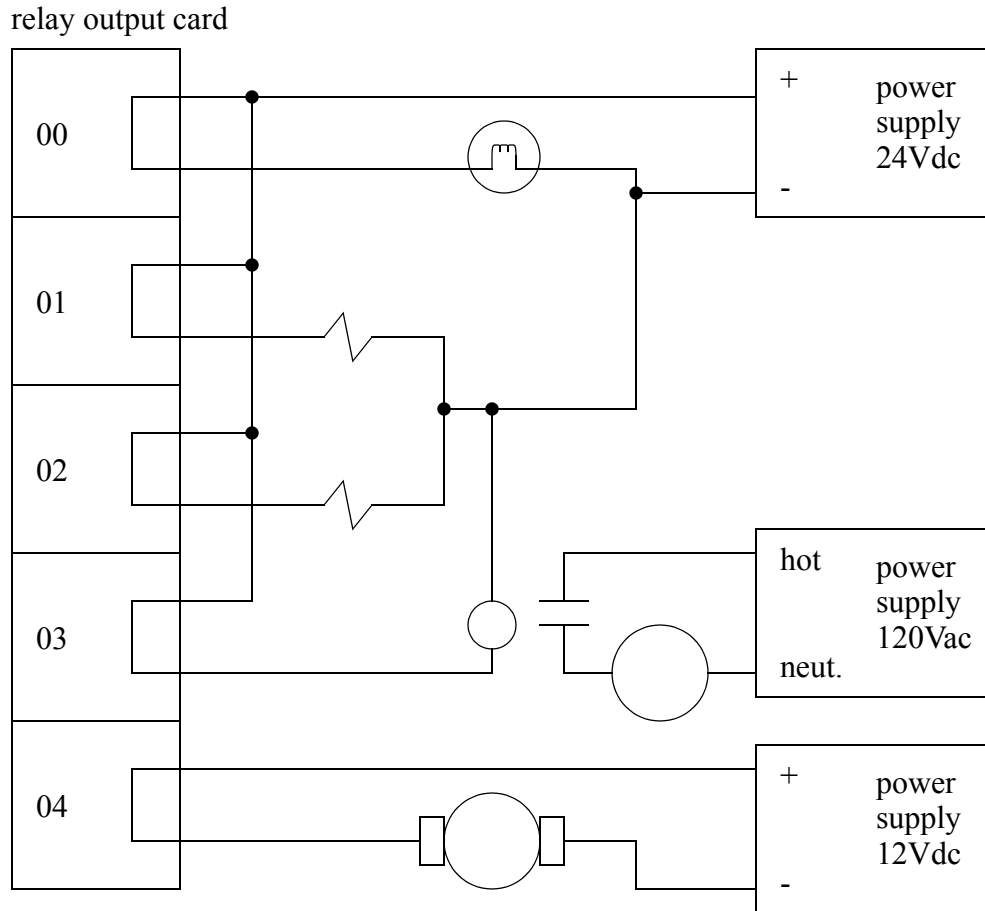 relay output card
00
01
02
03
04
+
-
power
supply
24Vdc
hot
neut.
power
supply
120Vac
+
-
power
supply
12Vdc